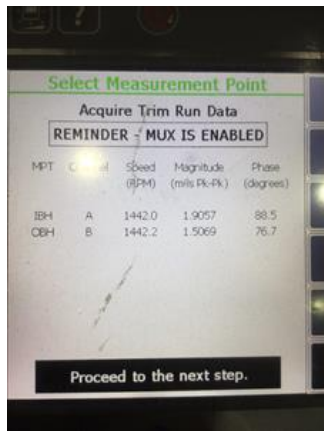 Select Measurement Point
Acquire Trim Run Data
REMINDER - MUX IS ENABLED
MPT Channel Speed Magnitude Phase
(RPM) (mils Pk-Pk) (degrees)
IBH A 1442.0 1.9057 88.5
OBH B 1442.2 1.5069 76.7
Proceed to the next step.